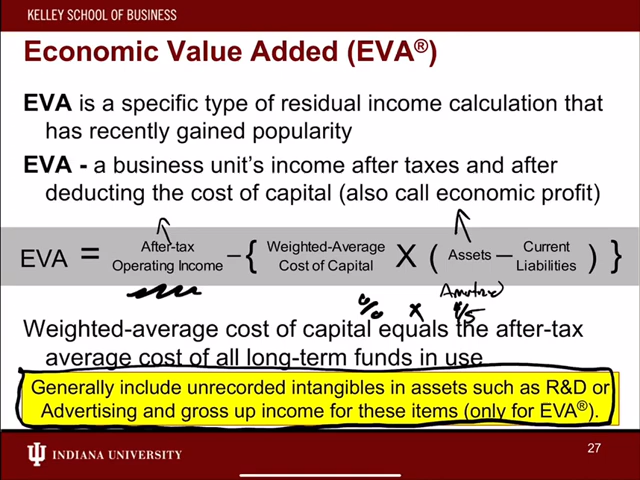 KELLEY SCHOOL OF BUSINESS
Economic Value Added (EVA®)
EVA is a specific type of residual income calculation that
has recently gained popularity
EVA - a business unit's income after taxes and after
deducting the cost of capital (also call economic profit)
EVA = After-tax Operating Income – { Weighted-Average Cost of Capital X ( Assets – Current Liabilities ) }
% x
Weighted-average cost of capital equals the after-tax
average cost of all long-term funds in use
Generally include unrecorded intangibles in assets such as R&D or
Advertising and gross up income for these items (only for EVA®).
27
INDIANA UNIVERSITY